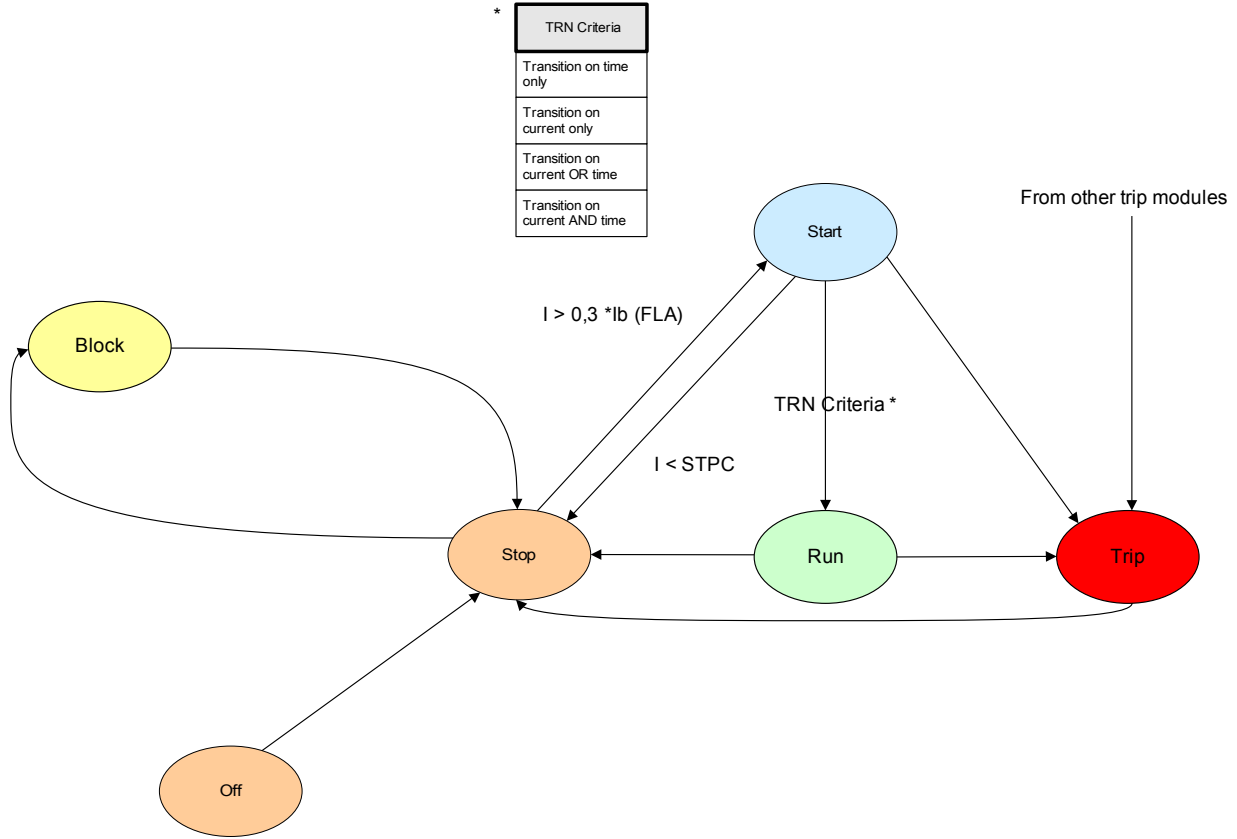 *
TRN Criteria
Transition on time
only
Transition on
current only
Transition on
current OR time
Transition on
current AND time
From other trip modules
Start
I > 0,3 *Ib (FLA)
Block
TRN Criteria *
I < STPC
Stop
Run
Trip
Off